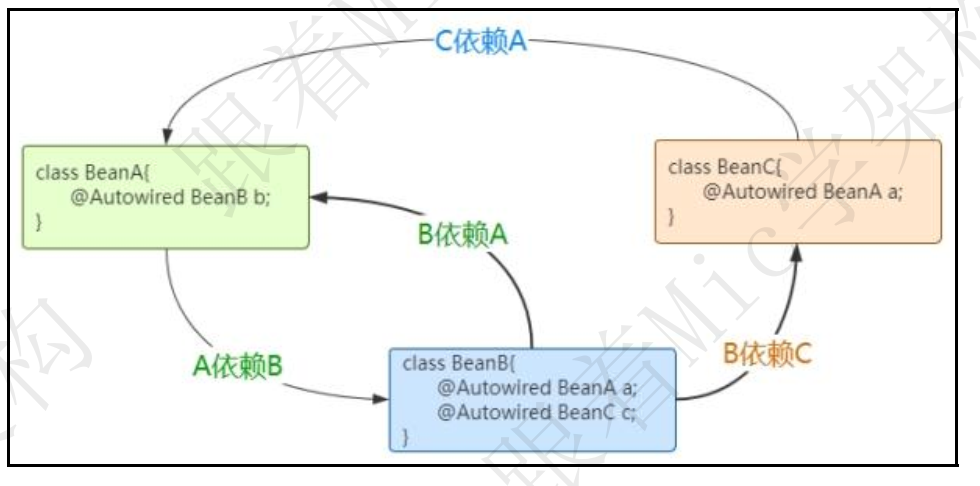 C依赖A
class BeanA{
@Autowired BeanB b;
}
class BeanC{
@Autowired BeanA a;
}
B依赖A
A依赖B
B依赖C
class BeanB{
@Autowired BeanA a;
@Autowired BeanC c;
}
跟着Mic学架构